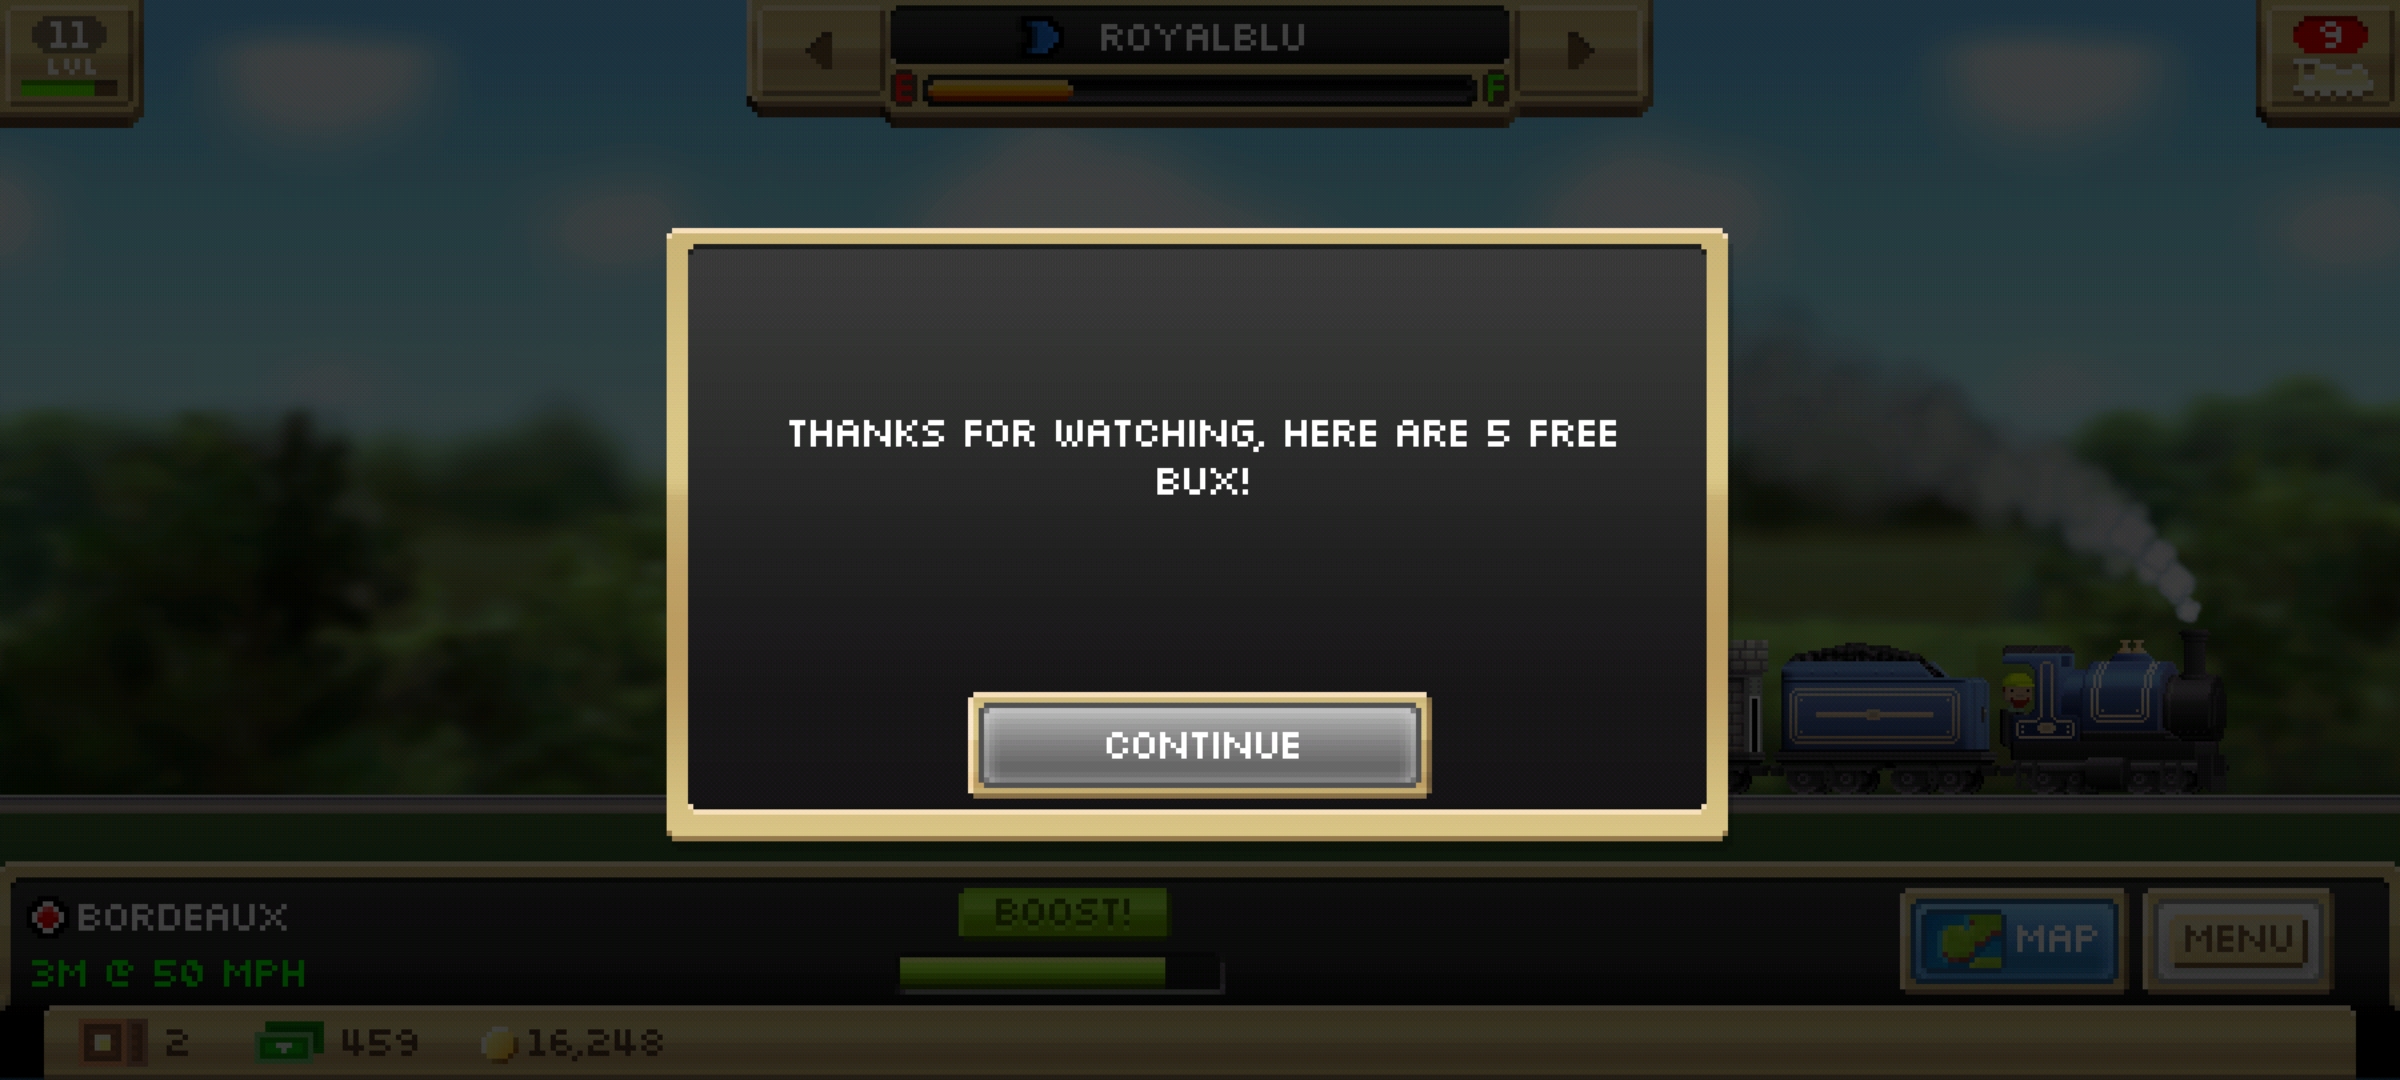 11
LVL
ROYALBLU
E
F
9
THANKS FOR WATCHING, HERE ARE 5 FREE
BUX!
CONTINUE
BORDEAUX
3M @ 50 MPH
BOOST!
MAP
MENU
2
459
16,248